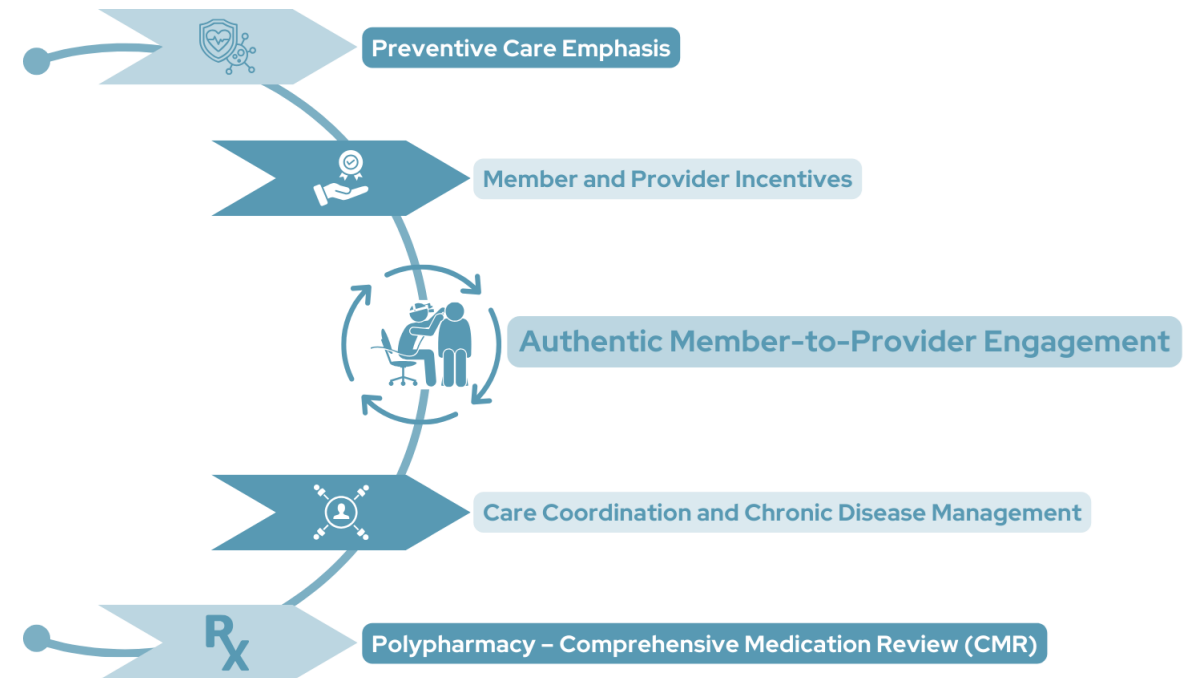 Preventive Care Emphasis
Member and Provider Incentives
Authentic Member-to-Provider Engagement
Care Coordination and Chronic Disease Management
Rx
Polypharmacy – Comprehensive Medication Review (CMR)